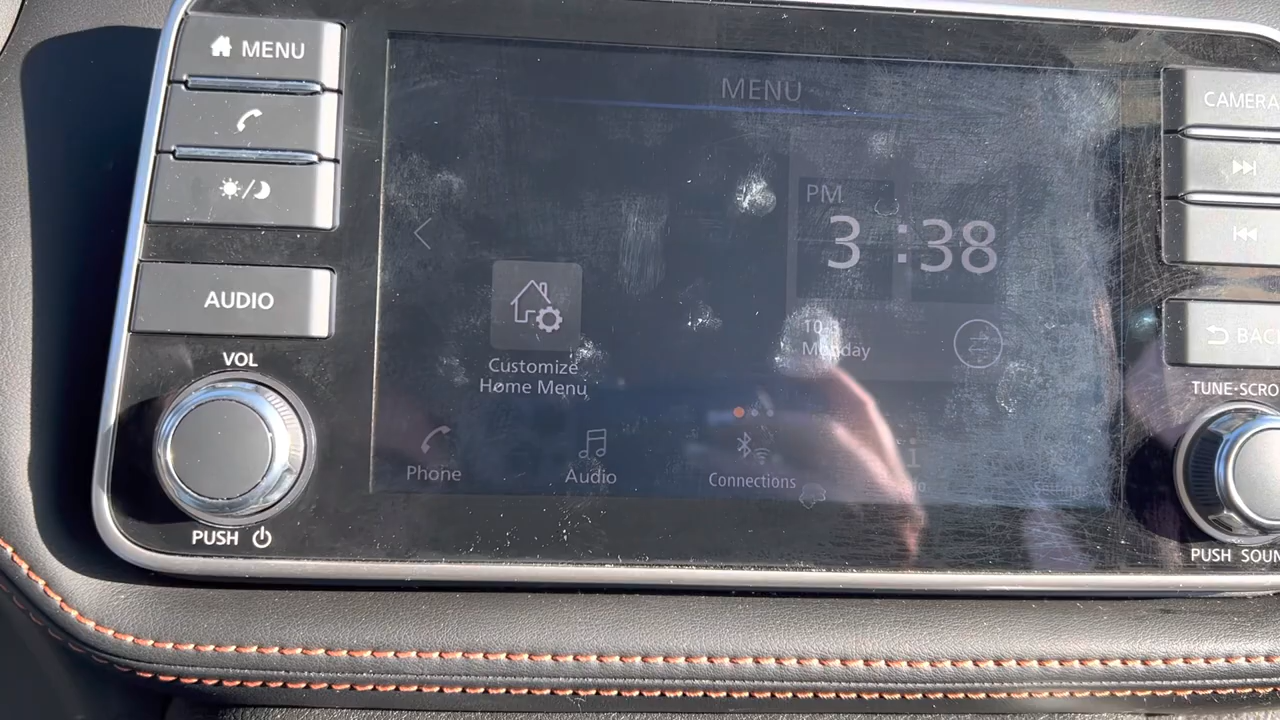 MENU
AUDIO
VOL
PUSH
MENU
PM
3:38
Monday
Customize
Home Menu
Phone
Audio
Connections
CAMERA
BACK
TUNE·SCRO
PUSH SOUN